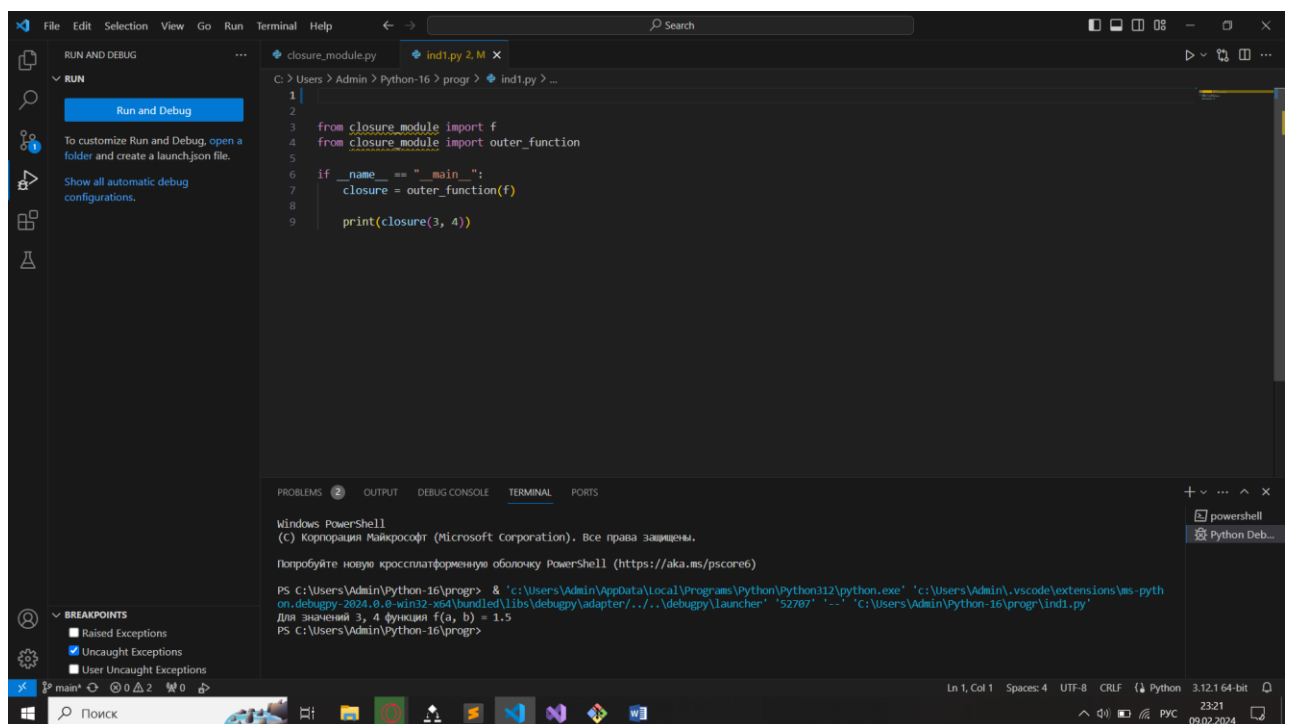 File Edit Selection View Go Run Terminal Help
Search
RUN AND DEBUG
closure_module.py
ind1.py 2, M
RUN
C: > Users > Admin > Python-16 > progr > ind1.py > ...
Run and Debug
To customize Run and Debug, open a
folder and create a launch.json file.
Show all automatic debug
configurations.
1
2
3 from closure_module import f
4 from closure_module import outer_function
5
6 if __name__ == "__main__":
7 closure = outer_function(f)
8
9 print(closure(3, 4))
PROBLEMS 2 OUTPUT DEBUG CONSOLE TERMINAL PORTS
powershell
Python Deb...
Windows PowerShell
(C) Корпорация Майкрософт (Microsoft Corporation). Все права защищены.
Попробуйте новую кроссплатформенную оболочку PowerShell (https://aka.ms/pscore6)
PS C:\Users\Admin\Python-16\progr> & 'c:\Users\Admin\AppData\Local\Programs\Python\Python312\python.exe' 'c:\Users\Admin\.vscode\extensions\ms-pyth
on.debugpy-2024.0.0-win32-x64\bundled\libs\debugpy\adapter/../..\debugpy\launcher' '52707' '--' 'C:\Users\Admin\Python-16\progr\ind1.py'
Для значений 3, 4 функция f(a, b) = 1.5
PS C:\Users\Admin\Python-16\progr>
BREAKPOINTS
Raised Exceptions
Uncaught Exceptions
User Uncaught Exceptions
main* 0 2 0
Ln 1, Col 1 Spaces: 4 UTF-8 CRLF Python 3.12.1 64-bit
Поиск
РУС
23:21
09.02.2024